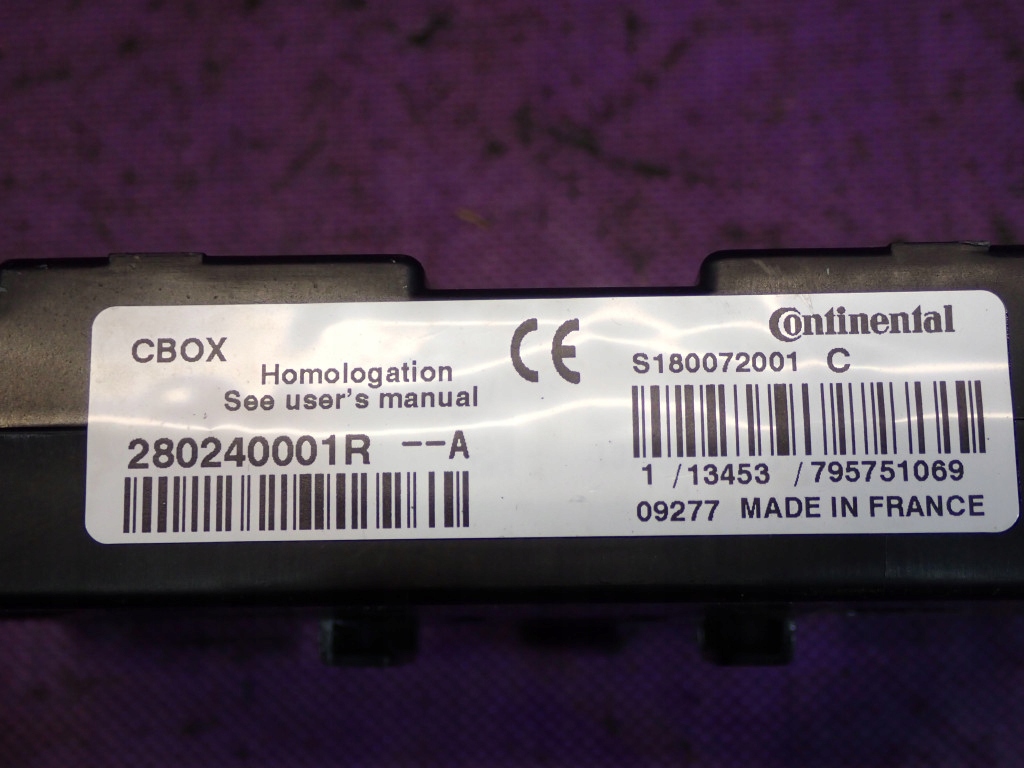 CBOX
Homologation
See user's manual
280240001R --A
CE
Continental
S180072001 C
1 /13453 /795751069
09277 MADE IN FRANCE